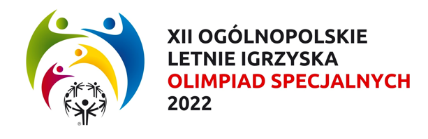 XII OGÓLNOPOLSKIE
LETNIE IGRZYSKA
OLIMPIAD SPECJALNYCH
2022